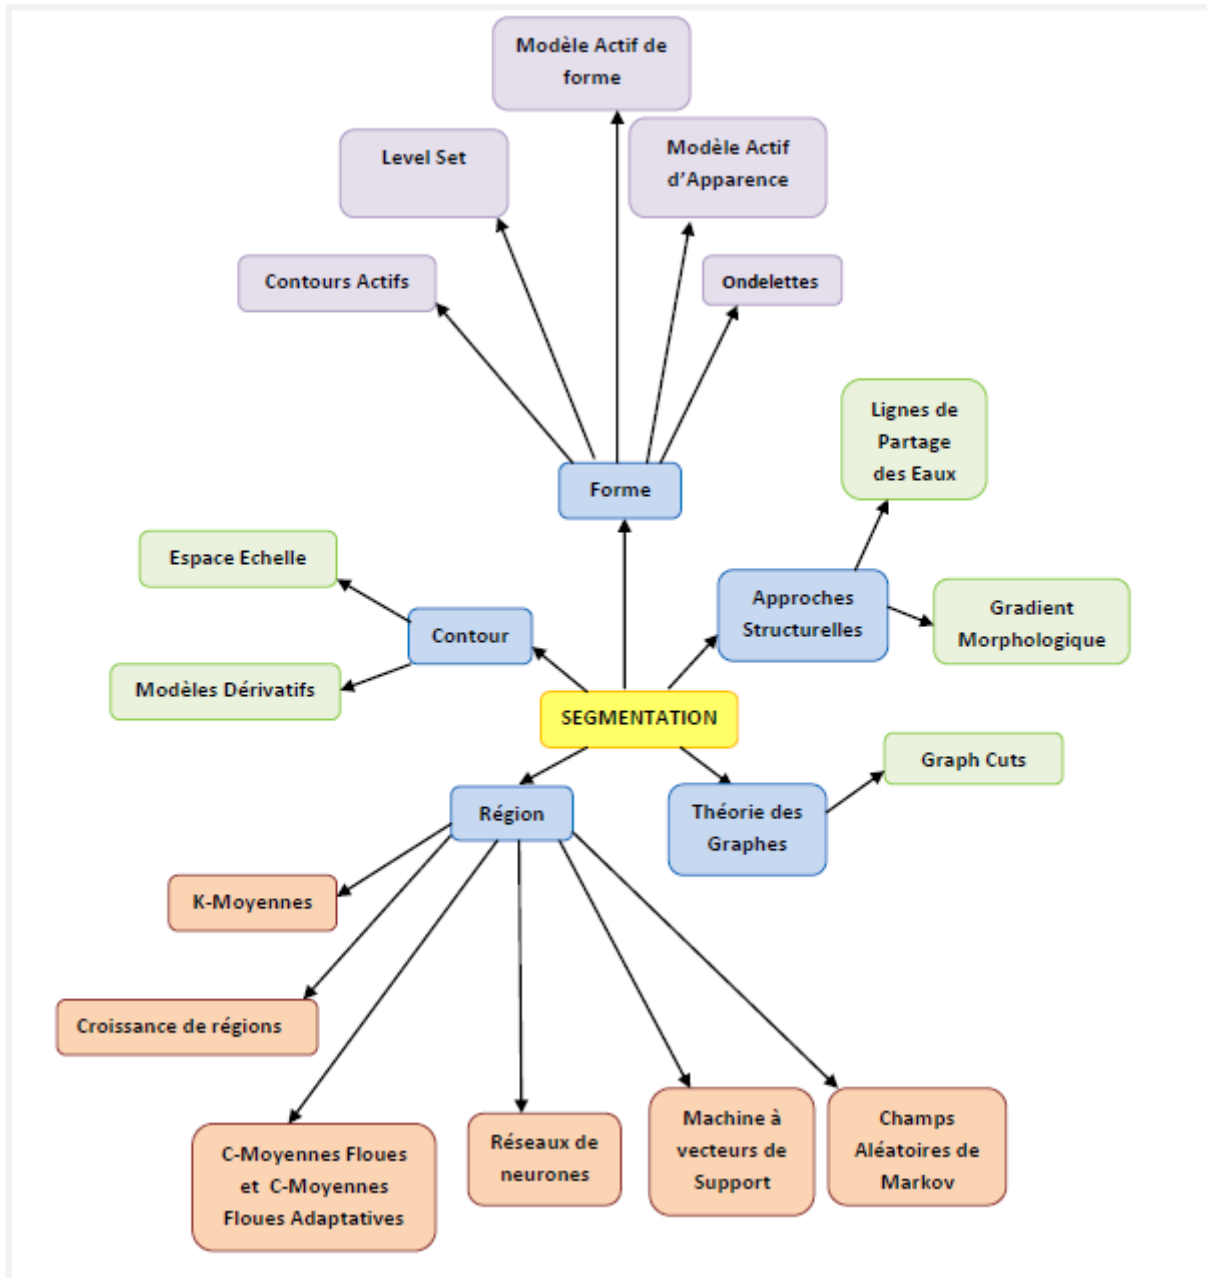 Modèle Actif de
forme
Level Set
Modèle Actif
d'Apparence
Contours Actifs
Ondelettes
Lignes de
Partage
des Eaux
Forme
Espace Echelle
Approches
Structurelles
Gradient
Morphologique
Contour
Modèles Dérivatifs
SEGMENTATION
Graph Cuts
Région
Théorie des
Graphes
K-Moyennes
Croissance de régions
C-Moyennes Floues
et C-Moyennes
Floues Adaptatives
Réseaux de
neurones
Machine à
vecteurs de
Support
Champs
Aléatoires de
Markov